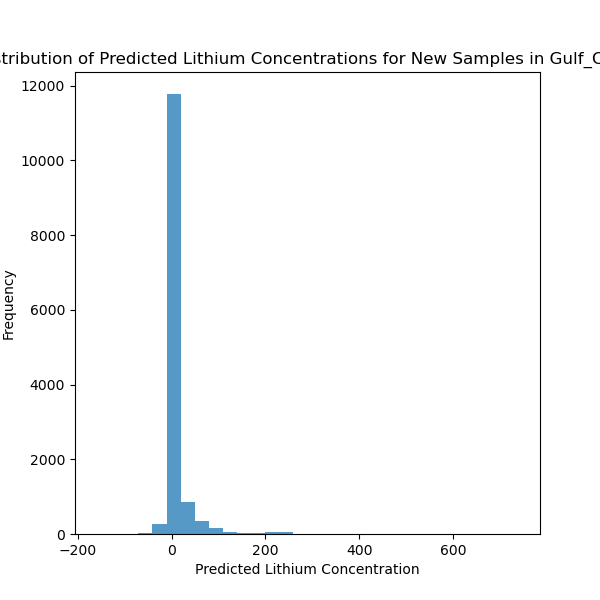 tribution of Predicted Lithium Concentrations for New Samples in Gulf_
12000
10000
8000
6000
4000
2000
0
Frequency
−200 0 200 400 600
Predicted Lithium Concentration